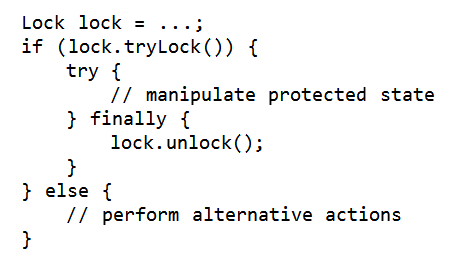 Lock lock = ...;
if (lock.tryLock()) {
    try {
        // manipulate protected state
    } finally {
        lock.unlock();
    }
} else {
    // perform alternative actions
}